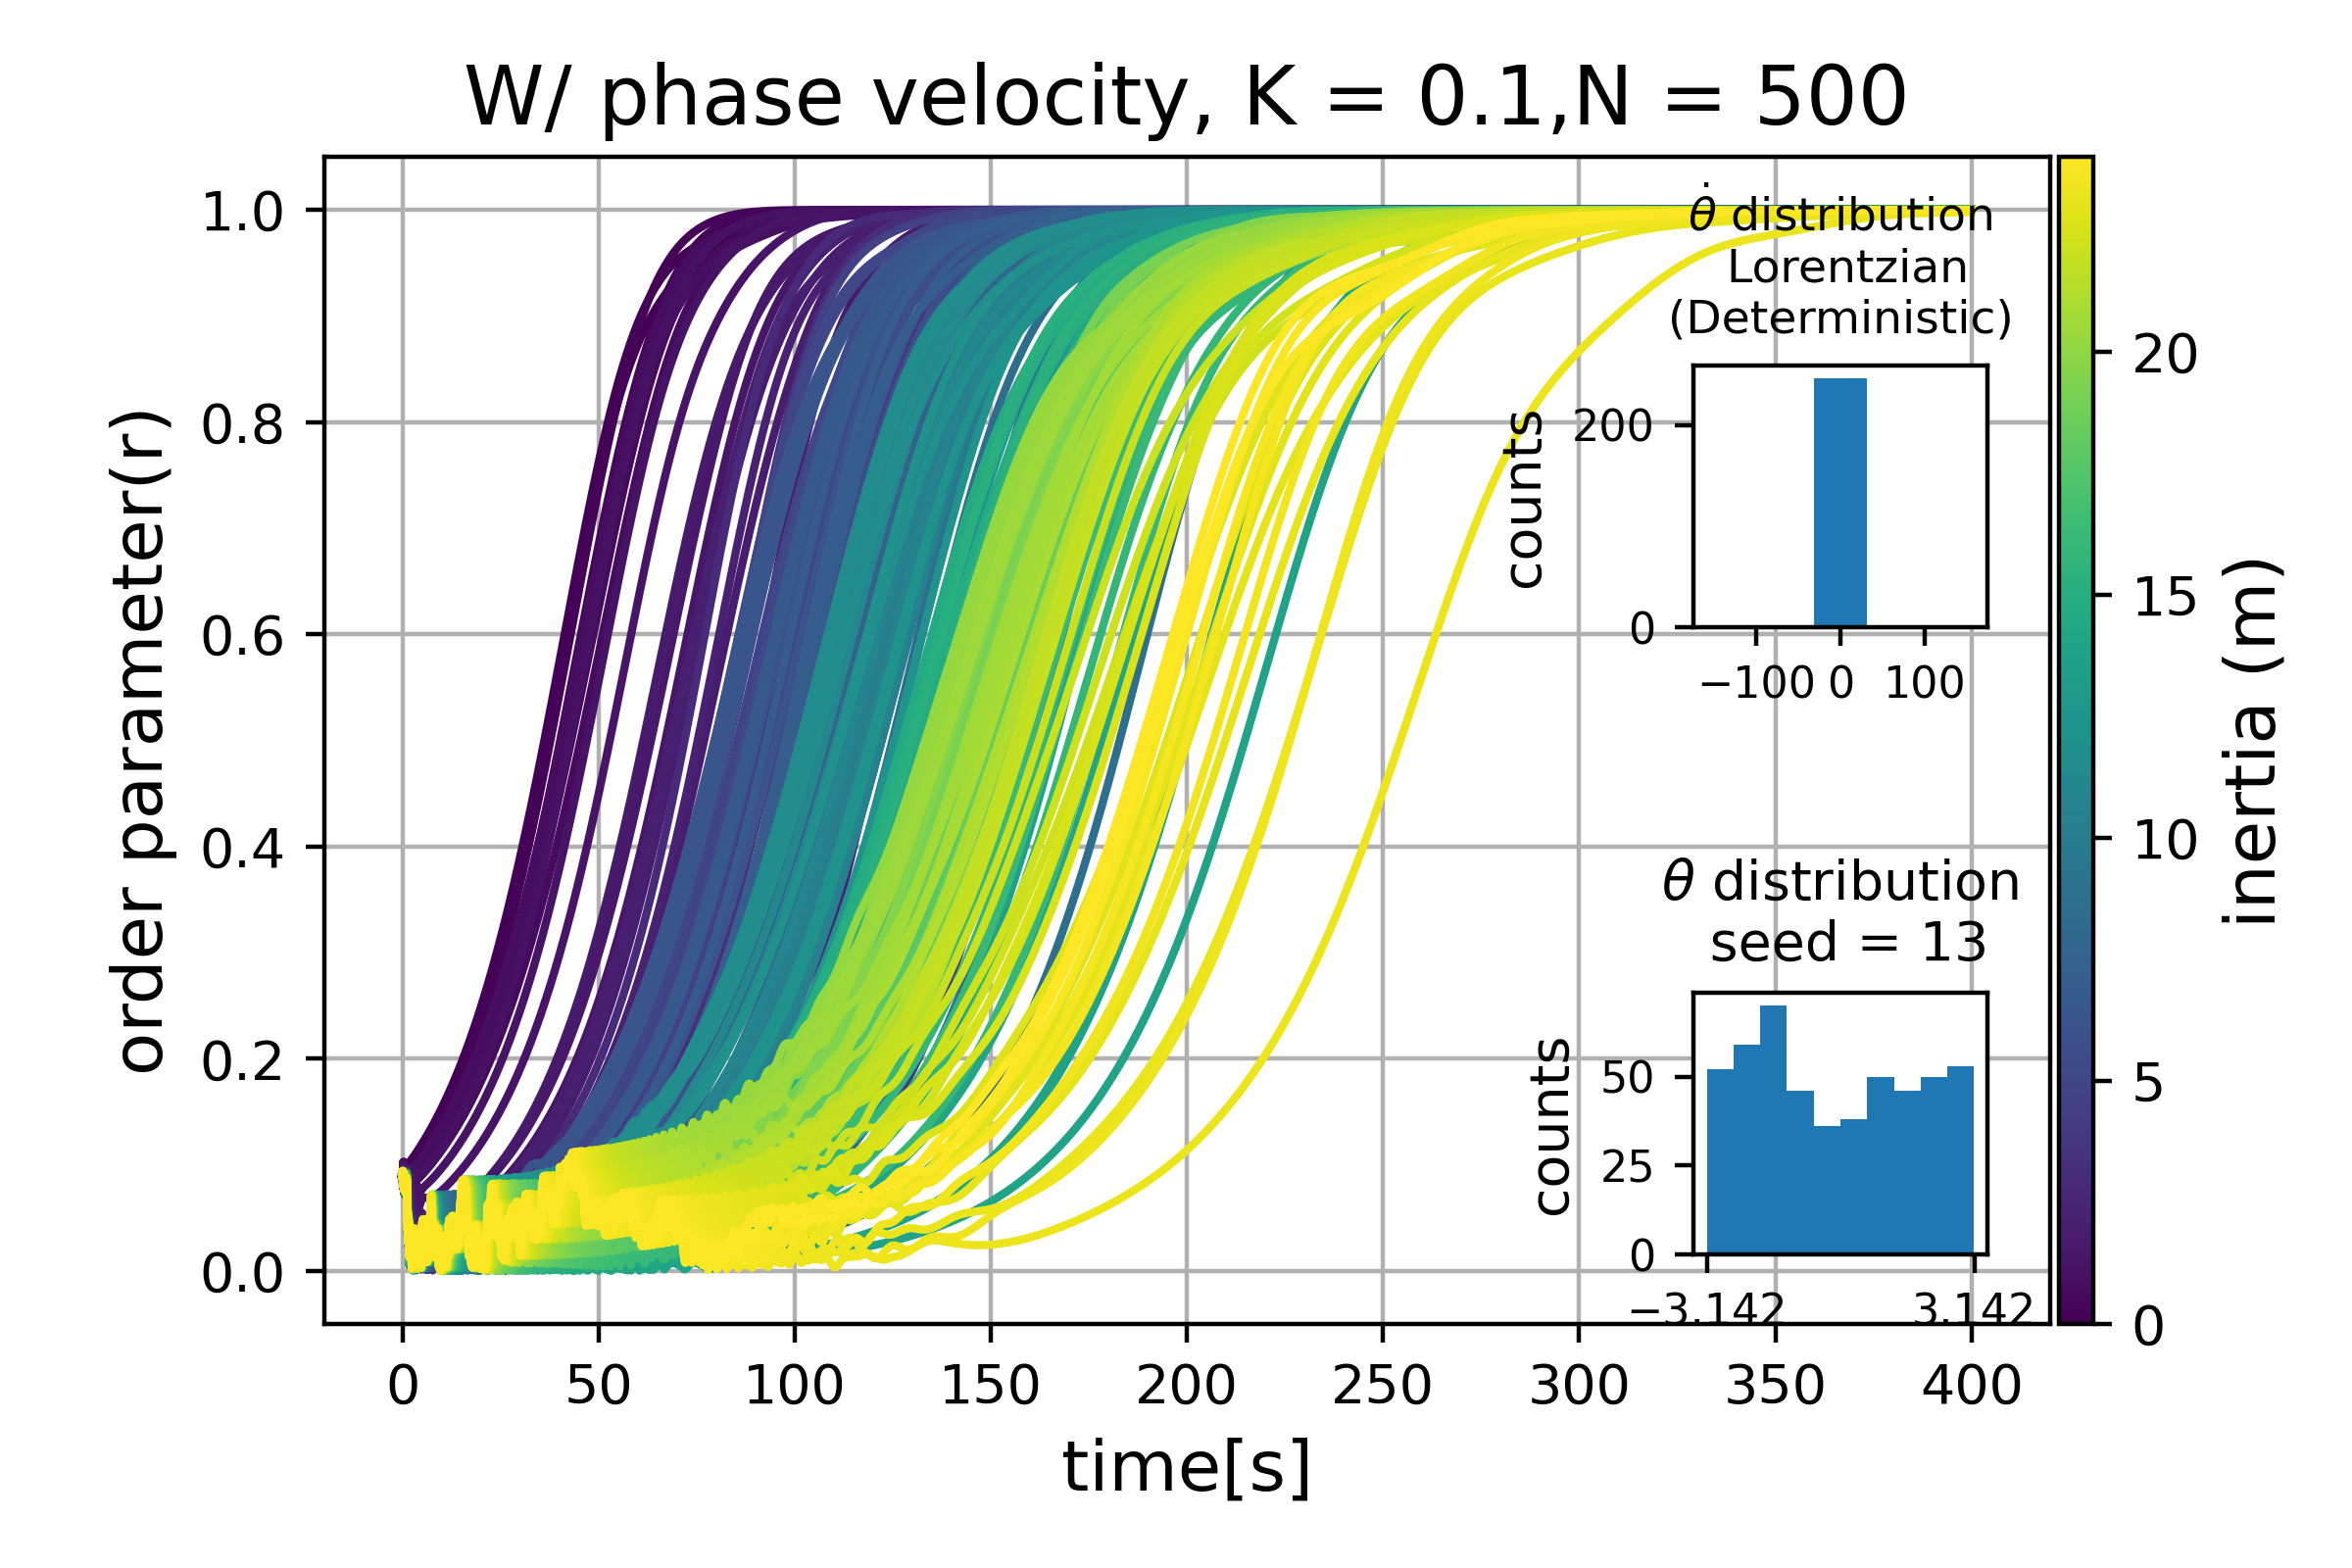 W/ phase velocity, K = 0.1,N = 500
order parameter(r)
1.0
0.8
0.6
0.4
0.2
0.0
0 50 100 150 200 250 300 350 400
time[s]
θ̇ distribution
Lorentzian
(Deterministic)
counts
200
0
−100 0 100
θ distribution
seed = 13
counts
50
25
0
−3.142 3.142
20
15
10
5
0
inertia (m)